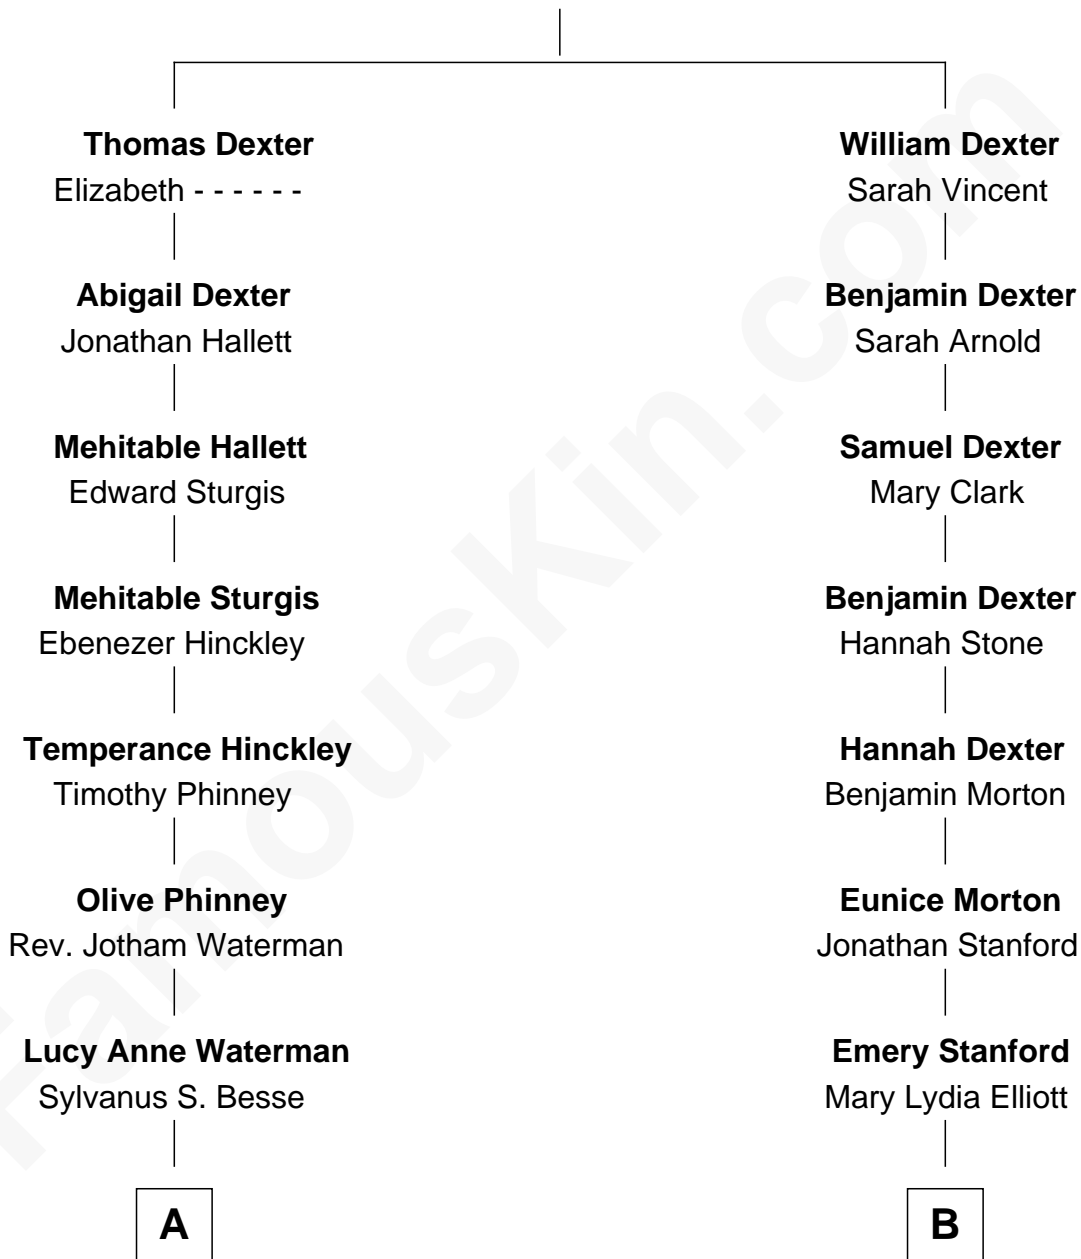 Thomas Dexter
Elizabeth - - - - - -
Abigail Dexter
Jonathan Hallett
Mehitable Hallett
Edward Sturgis
Mehitable Sturgis
Ebenezer Hinckley
Temperance Hinckley
Timothy Phinney
Olive Phinney
Rev. Jotham Waterman
Lucy Anne Waterman
Sylvanus S. Besse
A
William Dexter
Sarah Vincent
Benjamin Dexter
Sarah Arnold
Samuel Dexter
Mary Clark
Benjamin Dexter
Hannah Stone
Hannah Dexter
Benjamin Morton
Eunice Morton
Jonathan Stanford
Emery Stanford
Mary Lydia Elliott
B
FamousKin.com